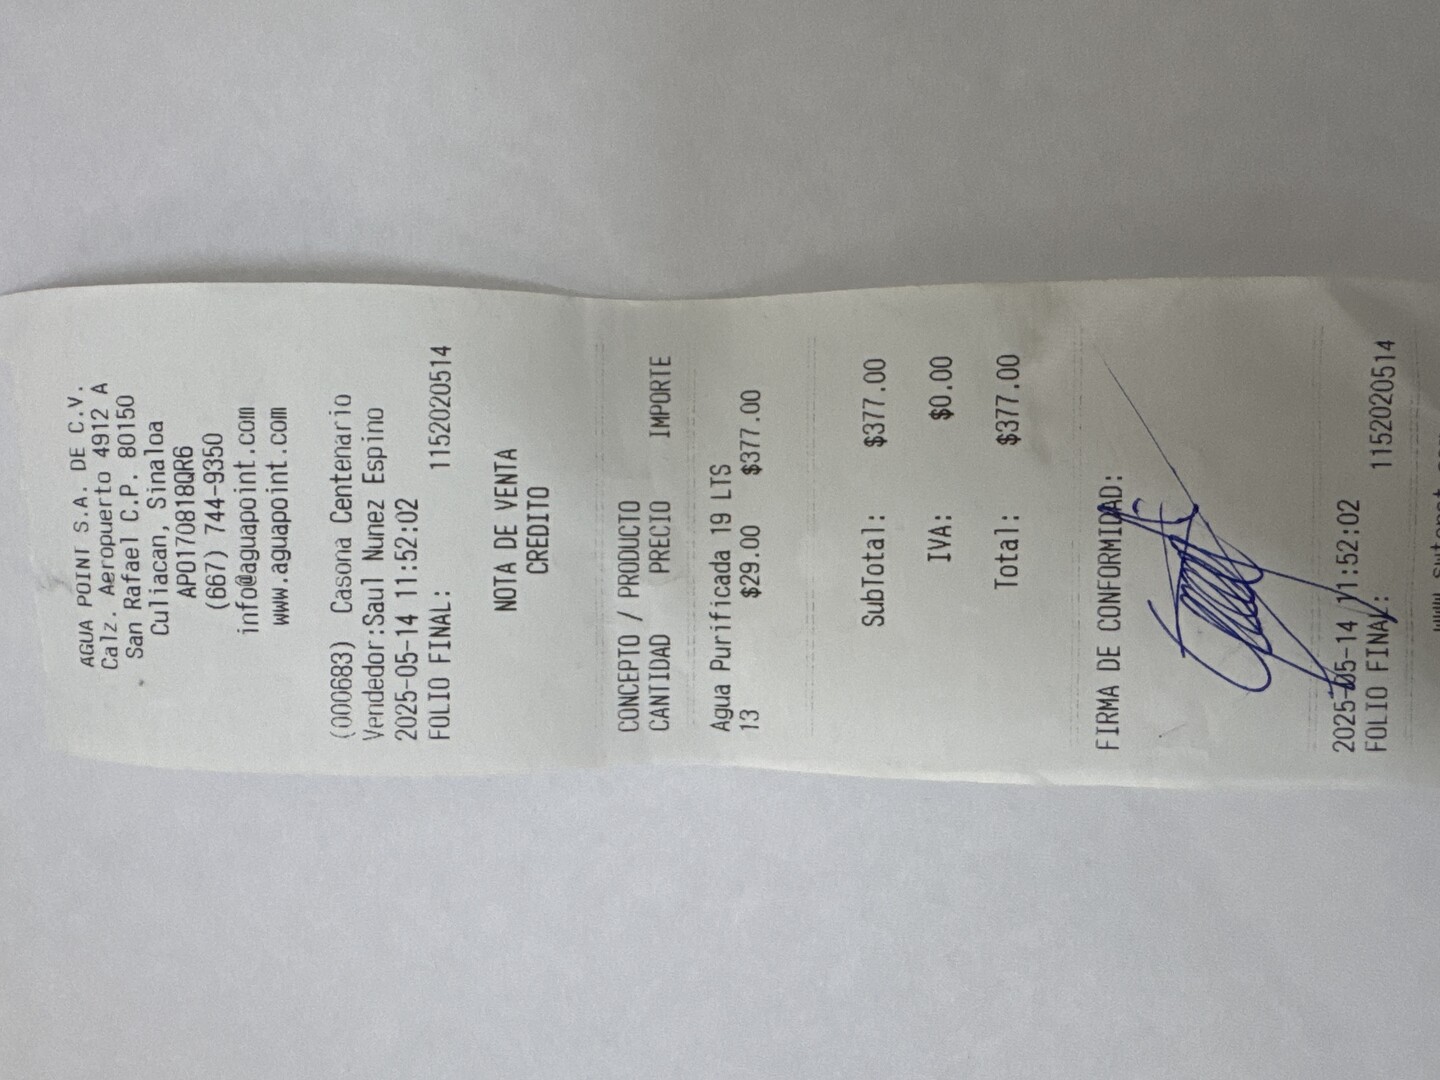 AGUA POINT S.A. DE C.V.
Calz. Aeropuerto 4912 A
San Rafael C.P. 80150
Culiacan, Sinaloa
APO170818QR6
(667) 744-9350
info@aguapoint.com
www.aguapoint.com
(000683) Casona Centenario
Vendedor:Saul Nunez Espino
2025-05-14 11:52:02
FOLIO FINAL: 1152020514
NOTA DE VENTA
CREDITO
CONCEPTO / PRODUCTO
CANTIDAD PRECIO IMPORTE
Agua Purificada 19 LTS
13 $29.00 $377.00
SubTotal: $377.00
IVA: $0.00
Total: $377.00
FIRMA DE CONFORMIDAD:
2025-05-14 11:52:02
FOLIO FINAL: 1152020514